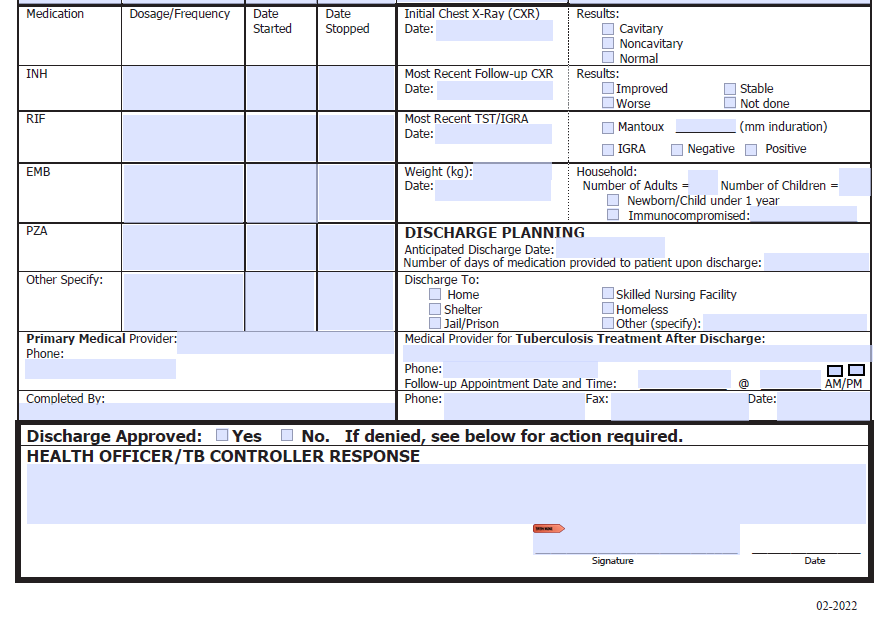 Medication Dosage/Frequency Date Started Date Stopped
INH
RIF
EMB
PZA
Other Specify:
Initial Chest X-Ray (CXR)
Date:
Results:
Cavitary
Noncavitary
Normal
Most Recent Follow-up CXR
Date:
Results:
Improved Stable
Worse Not done
Most Recent TST/IGRA
Date:
Mantoux (mm induration)
IGRA Negative Positive
Weight (kg):
Date:
Household:
Number of Adults = Number of Children =
Newborn/Child under 1 year
Immunocompromised:
DISCHARGE PLANNING
Anticipated Discharge Date:
Number of days of medication provided to patient upon discharge:
Discharge To:
Home Skilled Nursing Facility
Shelter Homeless
Jail/Prison Other (specify):
Primary Medical Provider:
Phone:
Medical Provider for Tuberculosis Treatment After Discharge:
Phone:
Follow-up Appointment Date and Time: @ AM/PM
Completed By: Phone: Fax: Date:
Discharge Approved: Yes No. If denied, see below for action required.
HEALTH OFFICER/TB CONTROLLER RESPONSE
Signature Date
02-2022